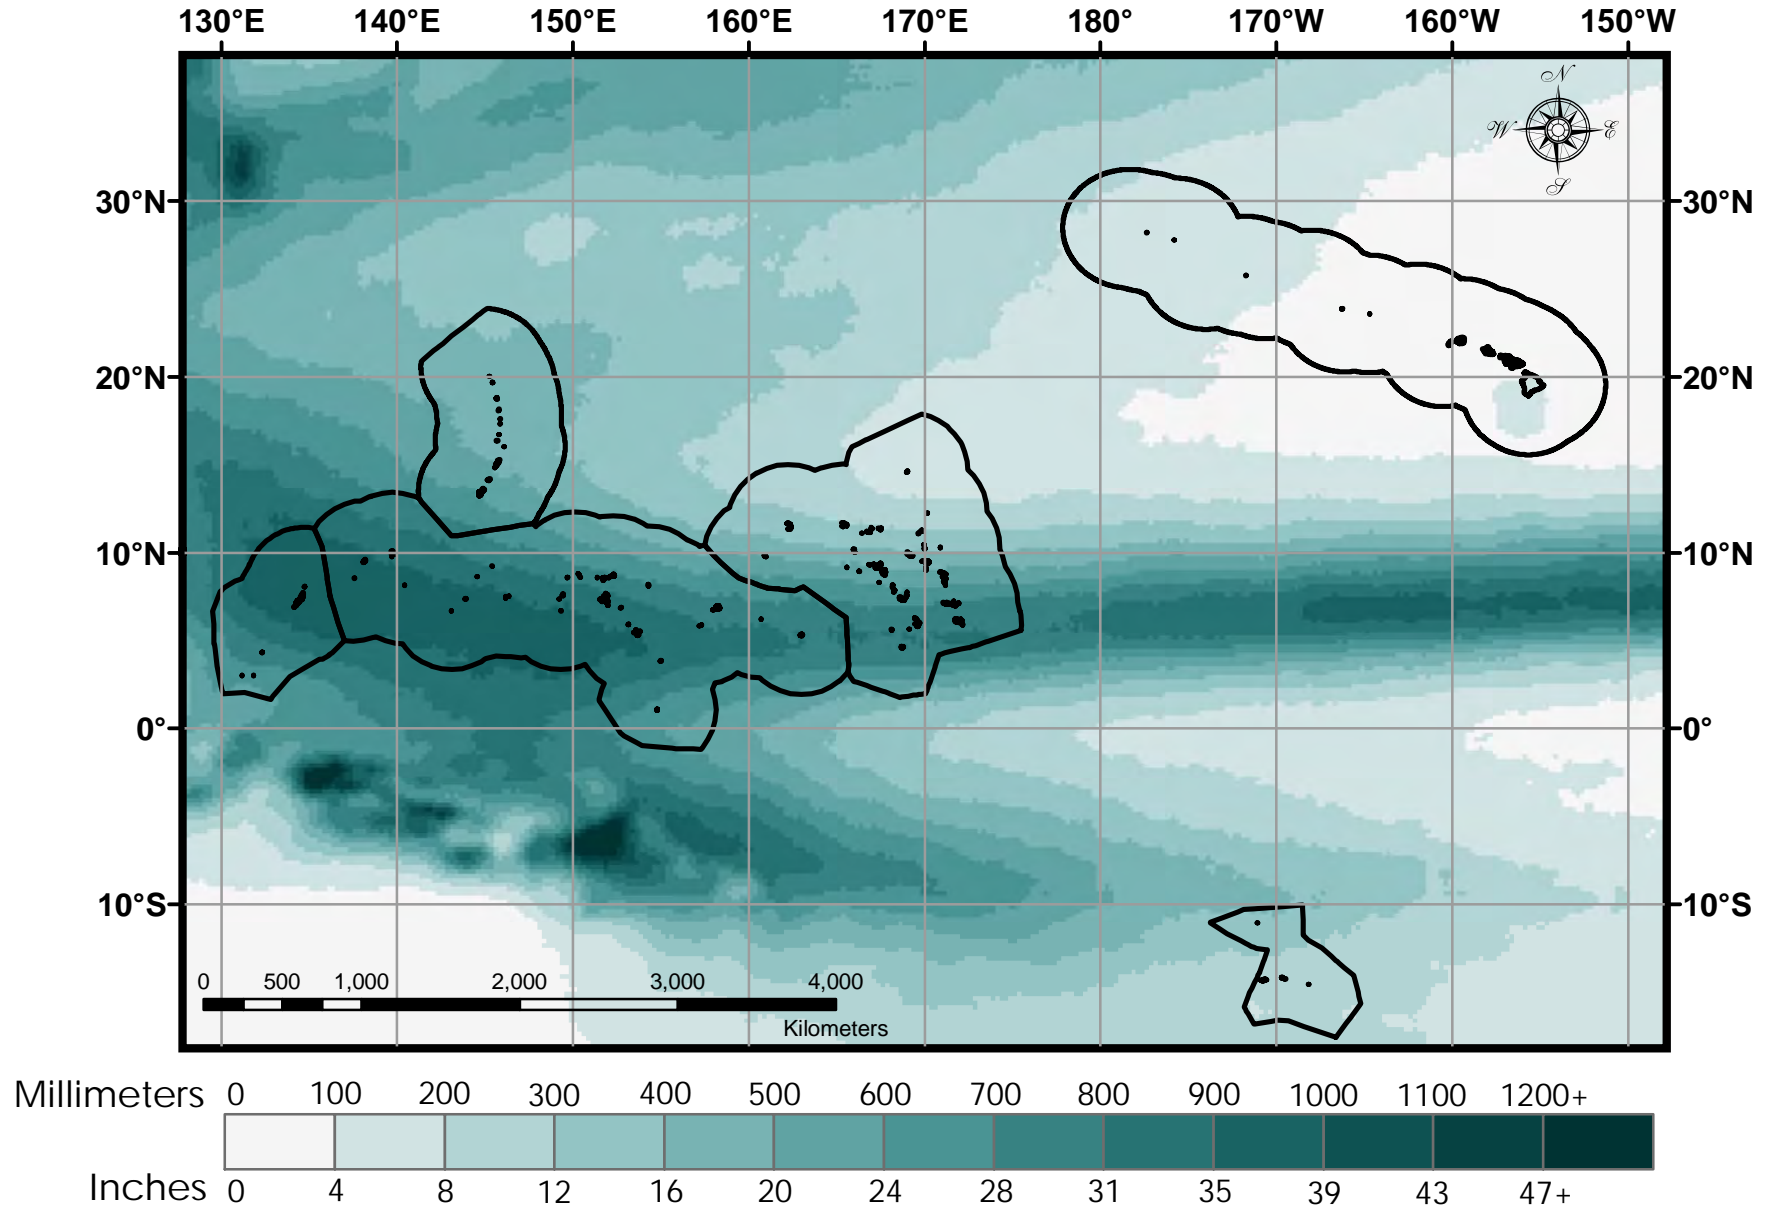 130°E 140°E 150°E 160°E 170°E 180° 170°W 160°W 150°W
N
W E
S
30°N 30°N
20°N 20°N
10°N 10°N
0° 0°
10°S 10°S
0 500 1,000 2,000 3,000 4,000
Kilometers
Millimeters 0 100 200 300 400 500 600 700 800 900 1000 1100 1200+
Inches 0 4 8 12 16 20 24 28 31 35 39 43 47+